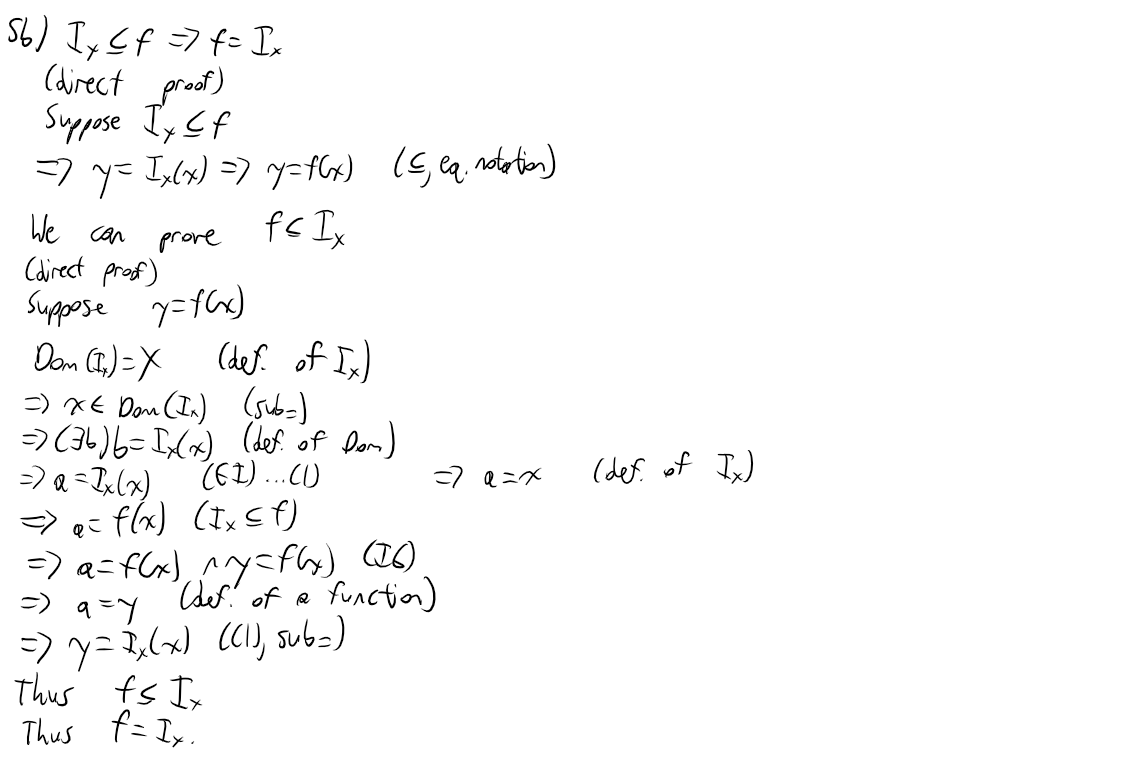 5b) I_x ⊆ f => f = I_x
(direct proof)
Suppose I_x ⊆ f
=> y = I_x(x) => y = f(x) (⊆, eq. notation)
We can prove f ⊆ I_x
(direct proof)
Suppose y = f(x)
Dom(I_x) = X (def. of I_x)
=> x ∈ Dom(I_x) (sub=)
=> (∃b) b = I_x(x) (def. of Dom)
=> a = I_x(x) (EI) ...(1) => a = x (def. of I_x)
=> a = f(x) (I_x ⊆ f)
=> a = f(x) ∧ y = f(x) (I6)
=> a = y (def. of a function)
=> y = I_x(x) ((1), sub=)
Thus f ⊆ I_x
Thus f = I_x.